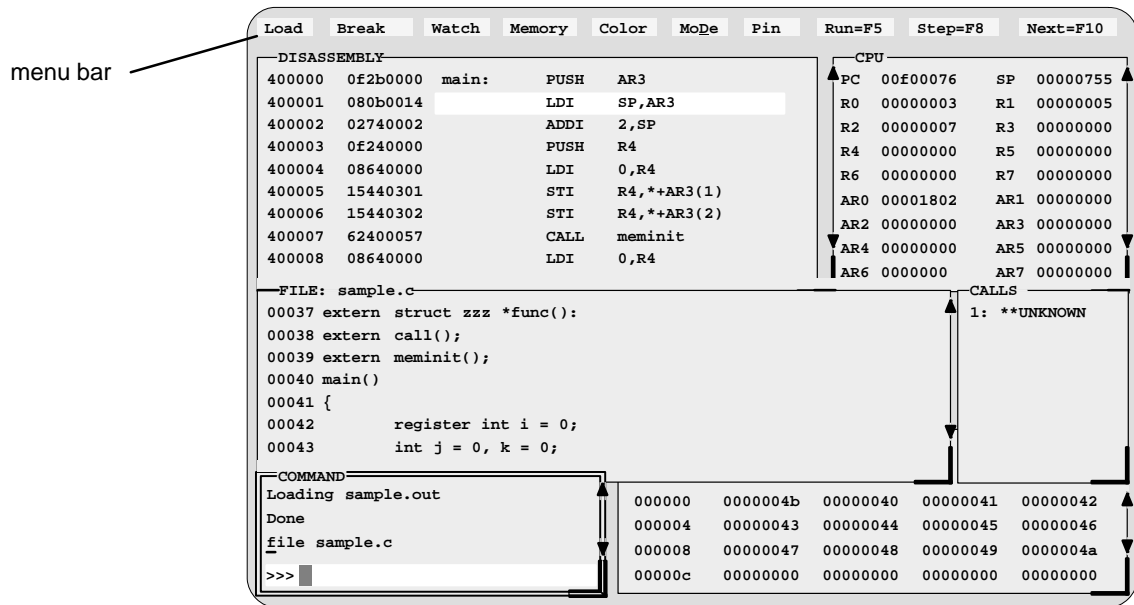 Load Break Watch Memory Color MoDe Pin Run=F5 Step=F8 Next=F10
menu bar
DISASSEMBLY
400000 0f2b0000 main: PUSH AR3
400001 080b0014 LDI SP,AR3
400002 02740002 ADDI 2,SP
400003 0f240000 PUSH R4
400004 08640000 LDI 0,R4
400005 15440301 STI R4,*+AR3(1)
400006 15440302 STI R4,*+AR3(2)
400007 62400057 CALL meminit
400008 08640000 LDI 0,R4
CPU
PC 00f00076 SP 00000755
R0 00000003 R1 00000005
R2 00000007 R3 00000000
R4 00000000 R5 00000000
R6 00000000 R7 00000000
AR0 00001802 AR1 00000000
AR2 00000000 AR3 00000000
AR4 00000000 AR5 00000000
AR6 0000000 AR7 00000000
FILE: sample.c
00037 extern struct zzz *func():
00038 extern call();
00039 extern meminit();
00040 main()
00041 {
00042 register int i = 0;
00043 int j = 0, k = 0;
CALLS
1: **UNKNOWN
COMMAND
Loading sample.out
Done
file sample.c
>>>
000000 0000004b 00000040 00000041 00000042
000004 00000043 00000044 00000045 00000046
000008 00000047 00000048 00000049 0000004a
00000c 00000000 00000000 00000000 00000000